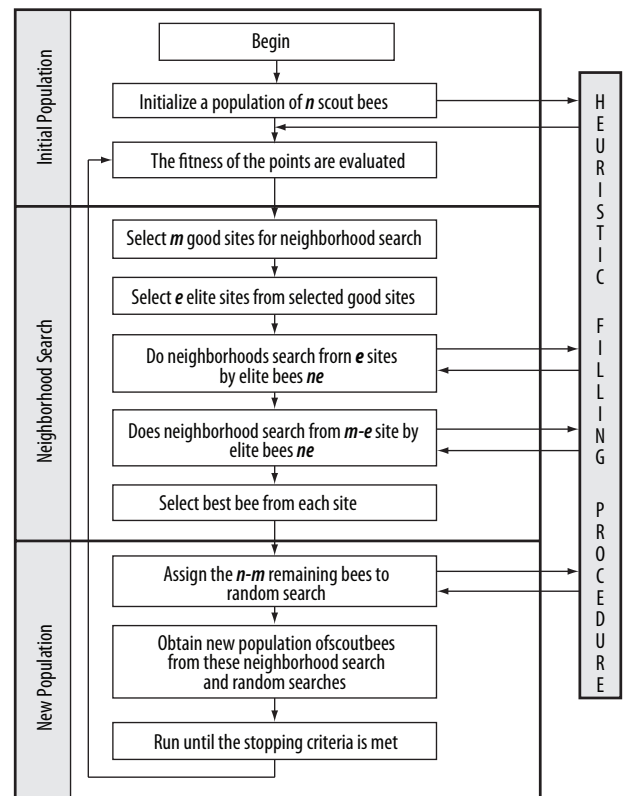 Initial Population
Begin
Initialize a population of n scout bees
The fitness of the points are evaluated
Neighborhood Search
Select m good sites for neighborhood search
Select e elite sites from selected good sites
Do neighborhoods search frorn e sites
by elite bees ne
Does neighborhood search from m-e site by
elite bees ne
Select best bee from each site
New Population
Assign the n-m remaining bees to
random search
Obtain new population ofscoutbees
from these neighborhood search
and random searches
Run until the stopping criteria is met
HEURISTIC FILLING PROCEDURE